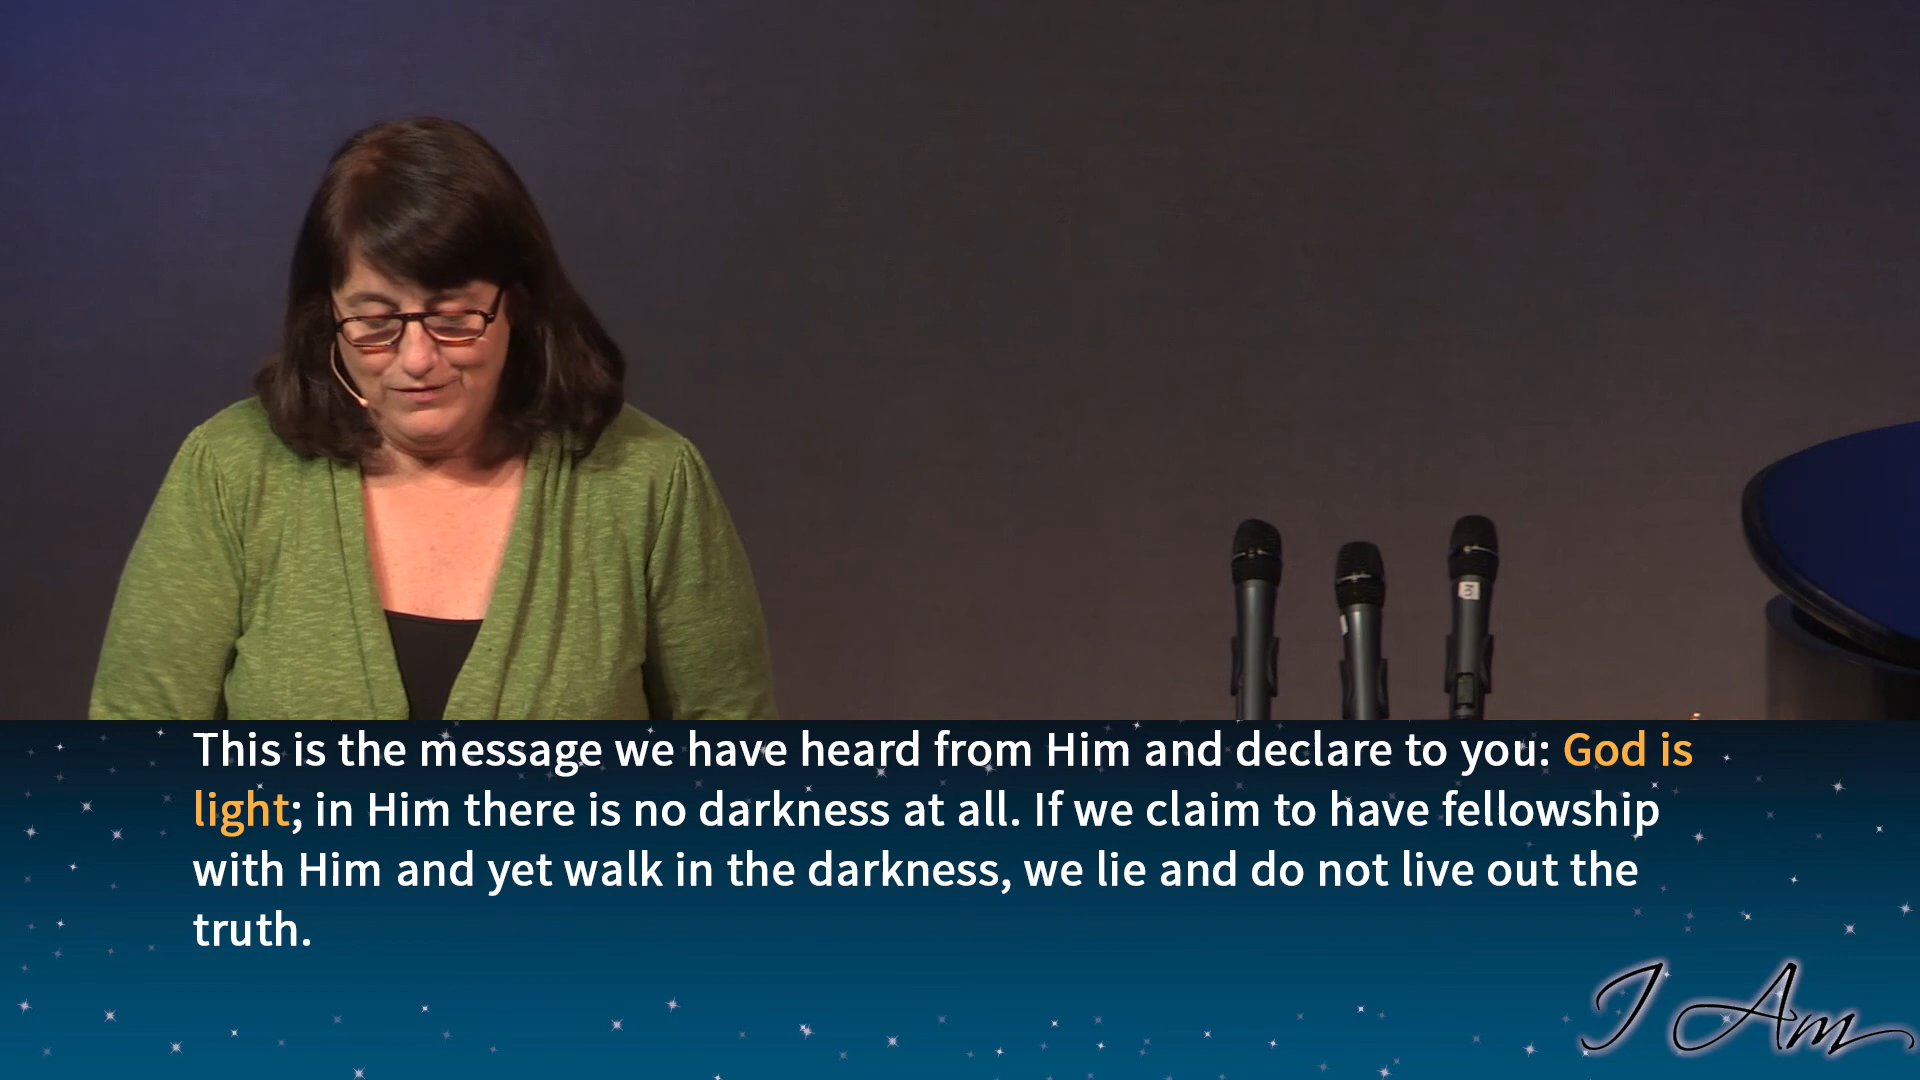 3
This is the message we have heard from Him and declare to you: God is
light; in Him there is no darkness at all. If we claim to have fellowship
with Him and yet walk in the darkness, we lie and do not live out the
truth.
I Am